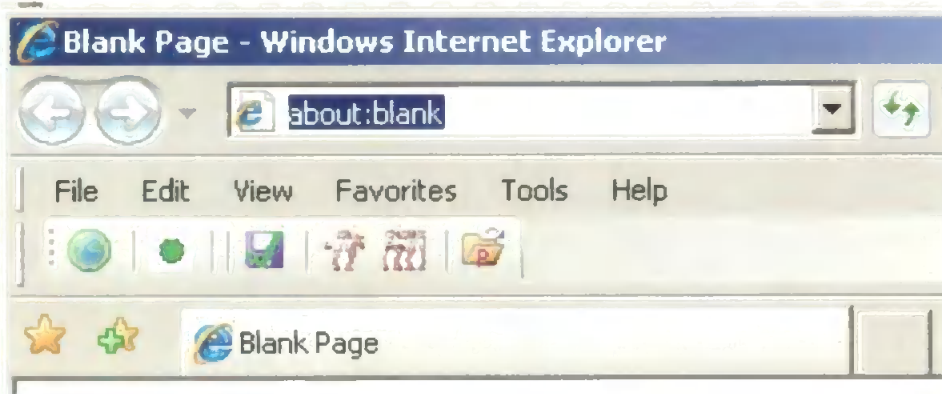 Blank Page - Windows Internet Explorer
about:blank
File Edit View Favorites Tools Help
P
Blank Page